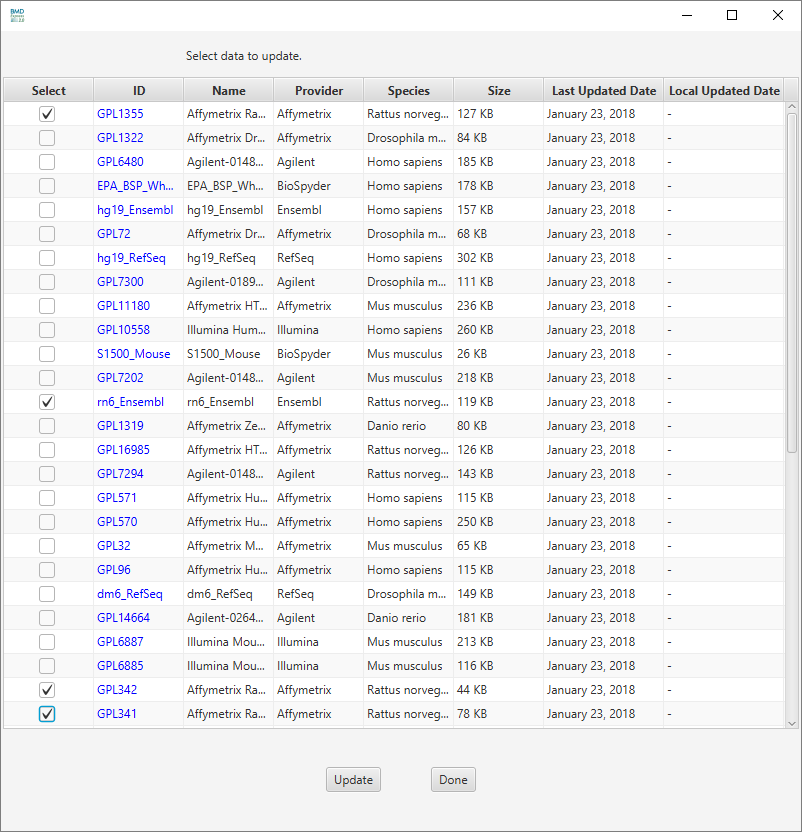 BMD
Select data to update.
Select ID Name Provider Species Size Last Updated Date Local Updated Date
GPL1355 Affymetrix Ra... Affymetrix Rattus norveg... 127 KB January 23, 2018 -
GPL1322 Affymetrix Dr... Affymetrix Drosophila m... 84 KB January 23, 2018 -
GPL6480 Agilent-0148... Agilent Homo sapiens 185 KB January 23, 2018 -
EPA_BSP_Wh... EPA_BSP_Wh... BioSpyder Homo sapiens 178 KB January 23, 2018 -
hg19_Ensembl hg19_Ensembl Ensembl Homo sapiens 157 KB January 23, 2018 -
GPL72 Affymetrix Dr... Affymetrix Drosophila m... 68 KB January 23, 2018 -
hg19_RefSeq hg19_RefSeq RefSeq Homo sapiens 302 KB January 23, 2018 -
GPL7300 Agilent-0189... Agilent Drosophila m... 111 KB January 23, 2018 -
GPL11180 Affymetrix HT... Affymetrix Mus musculus 236 KB January 23, 2018 -
GPL10558 Illumina Hum... Illumina Homo sapiens 260 KB January 23, 2018 -
S1500_Mouse S1500_Mouse BioSpyder Mus musculus 26 KB January 23, 2018 -
GPL7202 Agilent-0148... Agilent Mus musculus 218 KB January 23, 2018 -
rn6_Ensembl rn6_Ensembl Ensembl Rattus norveg... 119 KB January 23, 2018 -
GPL1319 Affymetrix Ze... Affymetrix Danio rerio 80 KB January 23, 2018 -
GPL16985 Affymetrix HT... Affymetrix Rattus norveg... 126 KB January 23, 2018 -
GPL7294 Agilent-0148... Agilent Rattus norveg... 143 KB January 23, 2018 -
GPL571 Affymetrix Hu... Affymetrix Homo sapiens 115 KB January 23, 2018 -
GPL570 Affymetrix Hu... Affymetrix Homo sapiens 250 KB January 23, 2018 -
GPL32 Affymetrix M... Affymetrix Mus musculus 65 KB January 23, 2018 -
GPL96 Affymetrix Hu... Affymetrix Homo sapiens 115 KB January 23, 2018 -
dm6_RefSeq dm6_RefSeq RefSeq Drosophila m... 149 KB January 23, 2018 -
GPL14664 Agilent-0264... Agilent Danio rerio 181 KB January 23, 2018 -
GPL6887 Illumina Mou... Illumina Mus musculus 213 KB January 23, 2018 -
GPL6885 Illumina Mou... Illumina Mus musculus 116 KB January 23, 2018 -
GPL342 Affymetrix Ra... Affymetrix Rattus norveg... 44 KB January 23, 2018 -
GPL341 Affymetrix Ra... Affymetrix Rattus norveg... 78 KB January 23, 2018 -
Update Done